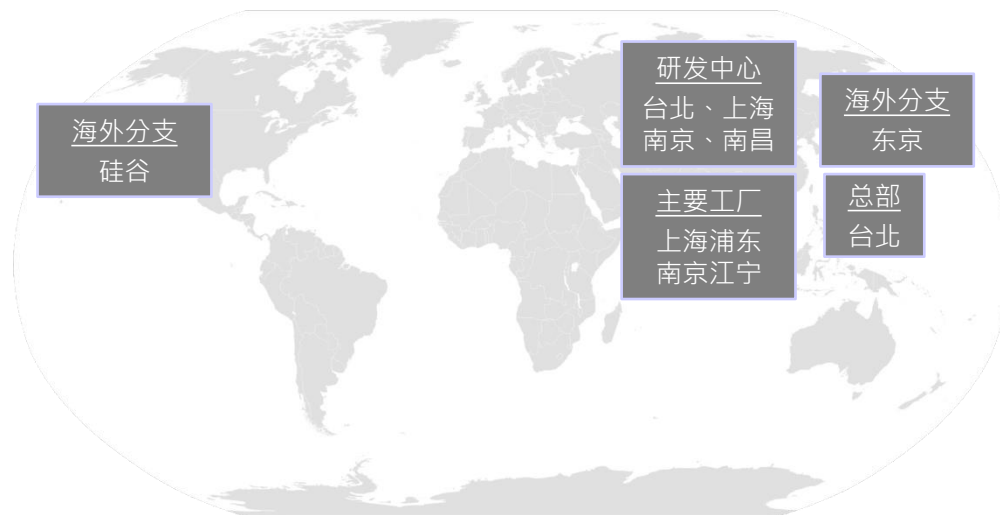 研发中心
台北、上海
南京、南昌
海外分支
东京
海外分支
硅谷
主要工厂
上海浦东
南京江宁
总部
台北